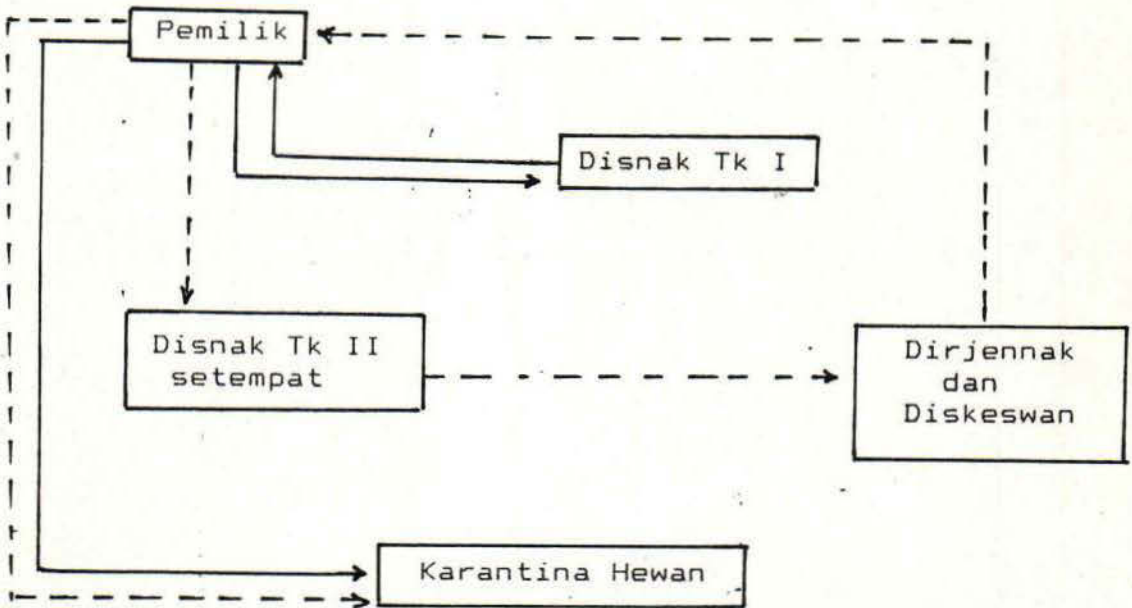 Pemilik
Disnak Tk I
Disnak Tk II
setempat
Dirjennak
dan
Diskeswan
Karantina Hewan